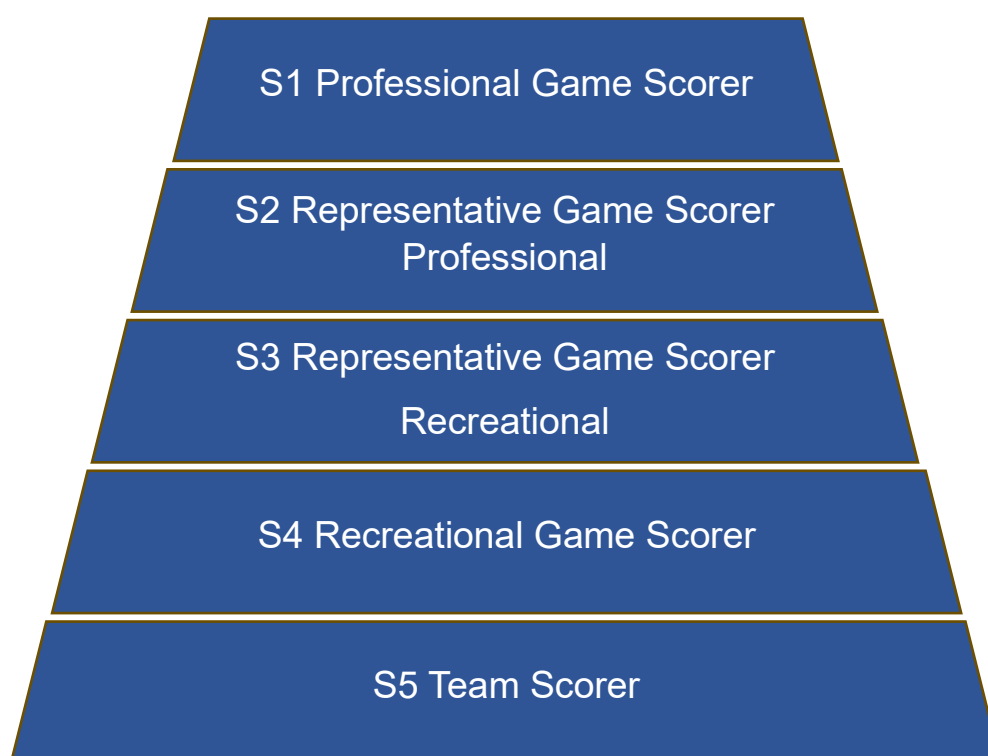 S1 Professional Game Scorer
S2 Representative Game Scorer
Professional
S3 Representative Game Scorer
Recreational
S4 Recreational Game Scorer
S5 Team Scorer